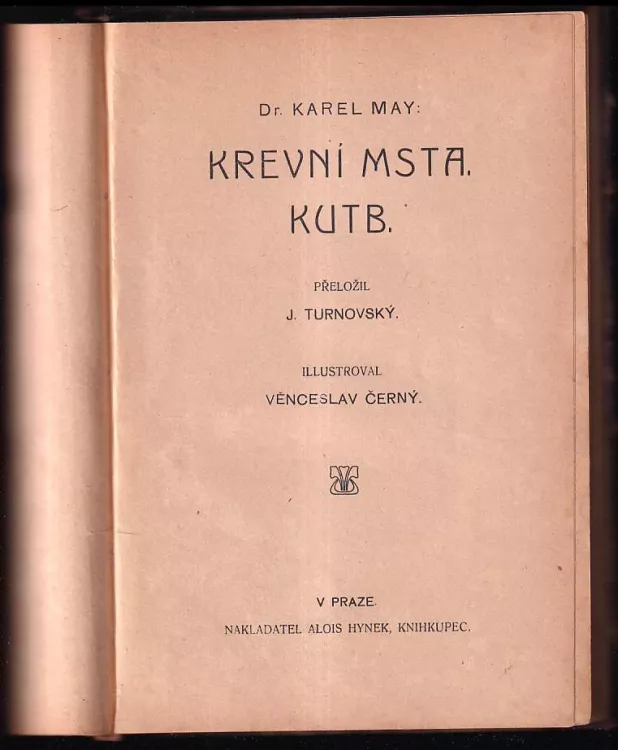 Dr. KAREL MAY:
KREVNÍ MSTA.
KUTB.
PŘELOŽIL
J. TURNOVSKÝ.
ILLUSTROVAL
VĚNCESLAV ČERNÝ.
V PRAZE.
NAKLADATEL ALOIS HYNEK, KNIHKUPEC.